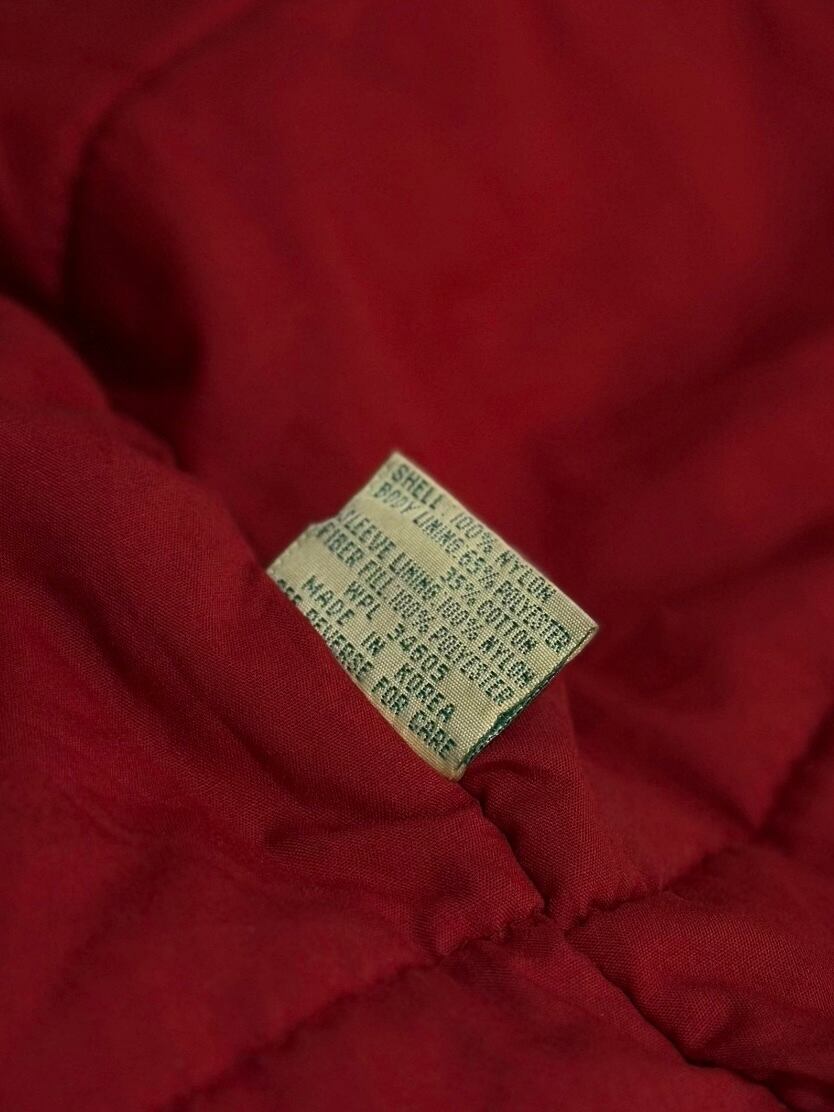 SHELL 100% NYLON
BODY LINING 65% POLYESTER
35% COTTON
SLEEVE LINING 100% NYLON
FIBER FILL 100% POLYESTER
WPL 34605
MADE IN KOREA
SEE REVERSE FOR CARE